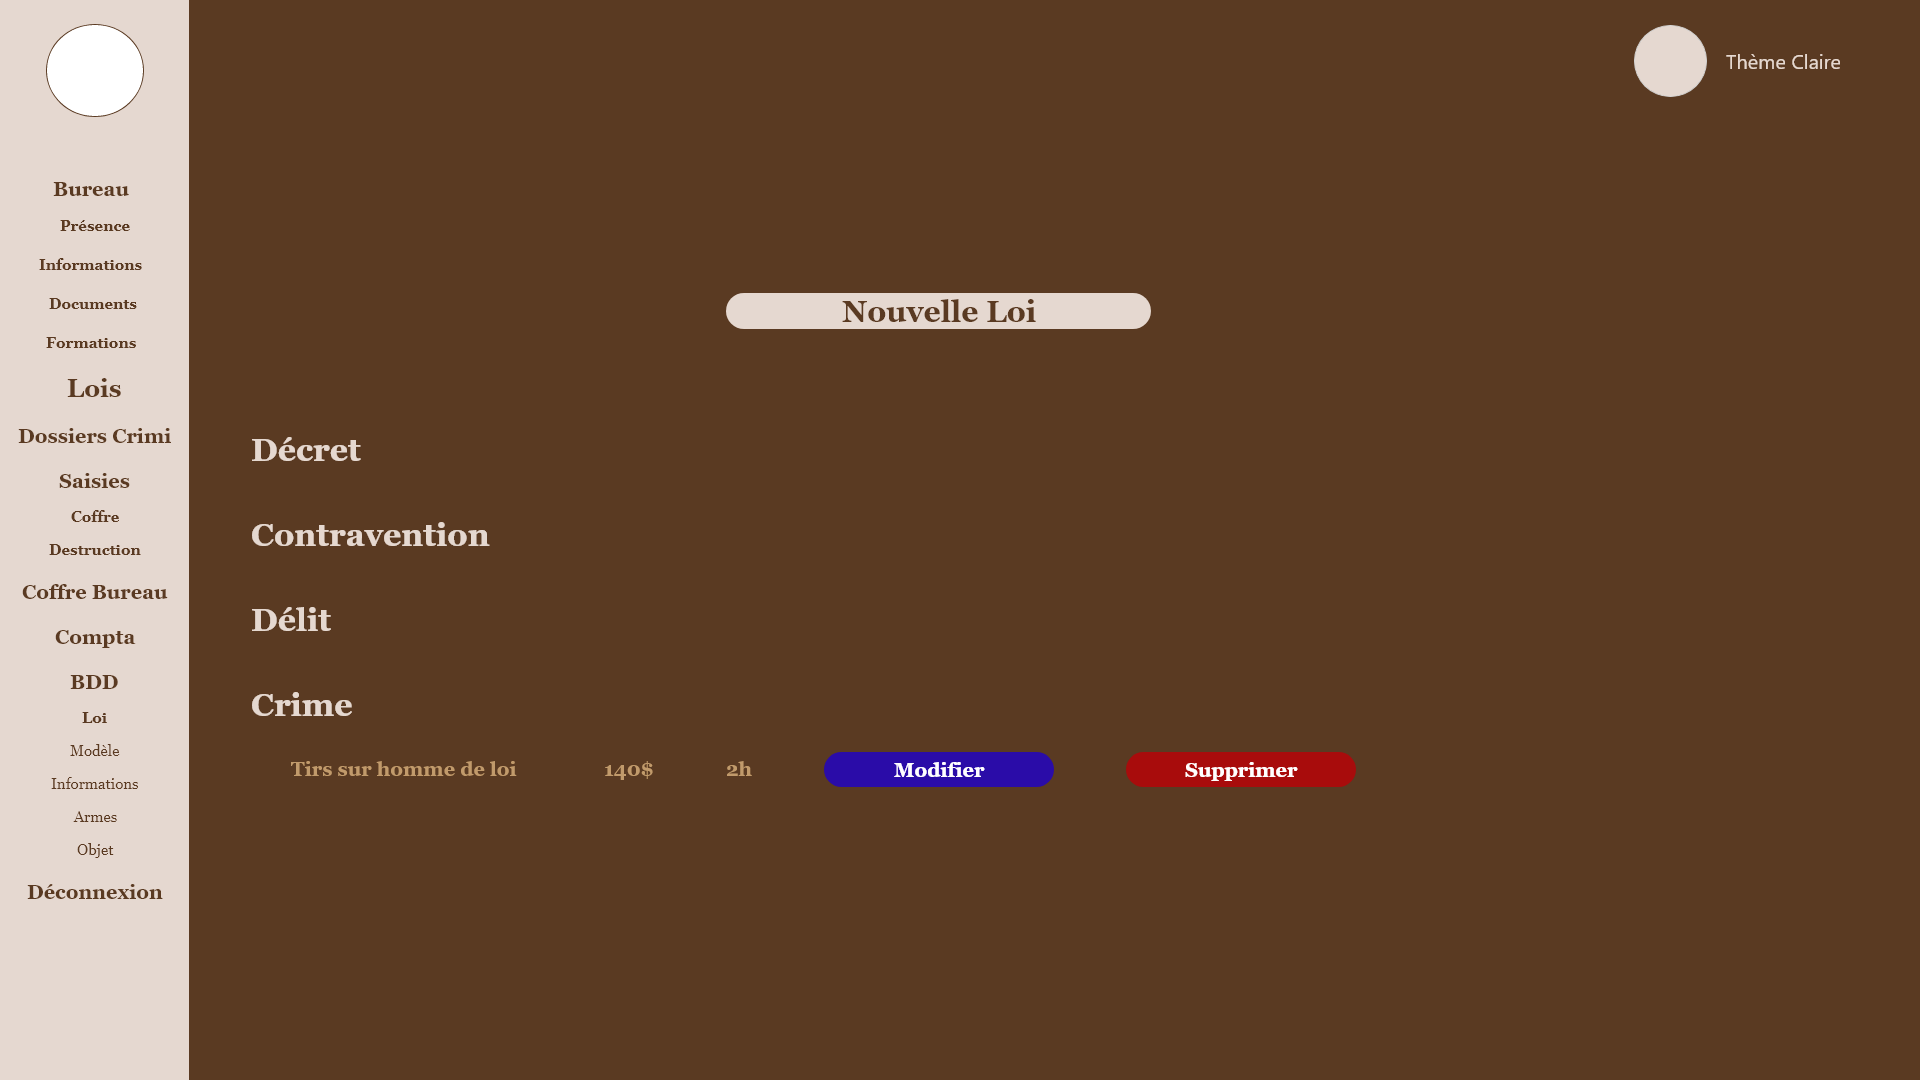 Thème Claire
Bureau
Présence
Informations
Documents
Formations
Lois
Dossiers Crimi
Saisies
Coffre
Destruction
Coffre Bureau
Compta
BDD
Loi
Modèle
Informations
Armes
Objet
Déconnexion
Nouvelle Loi
Décret
Contravention
Délit
Crime
Tirs sur homme de loi 140$ 2h Modifier Supprimer